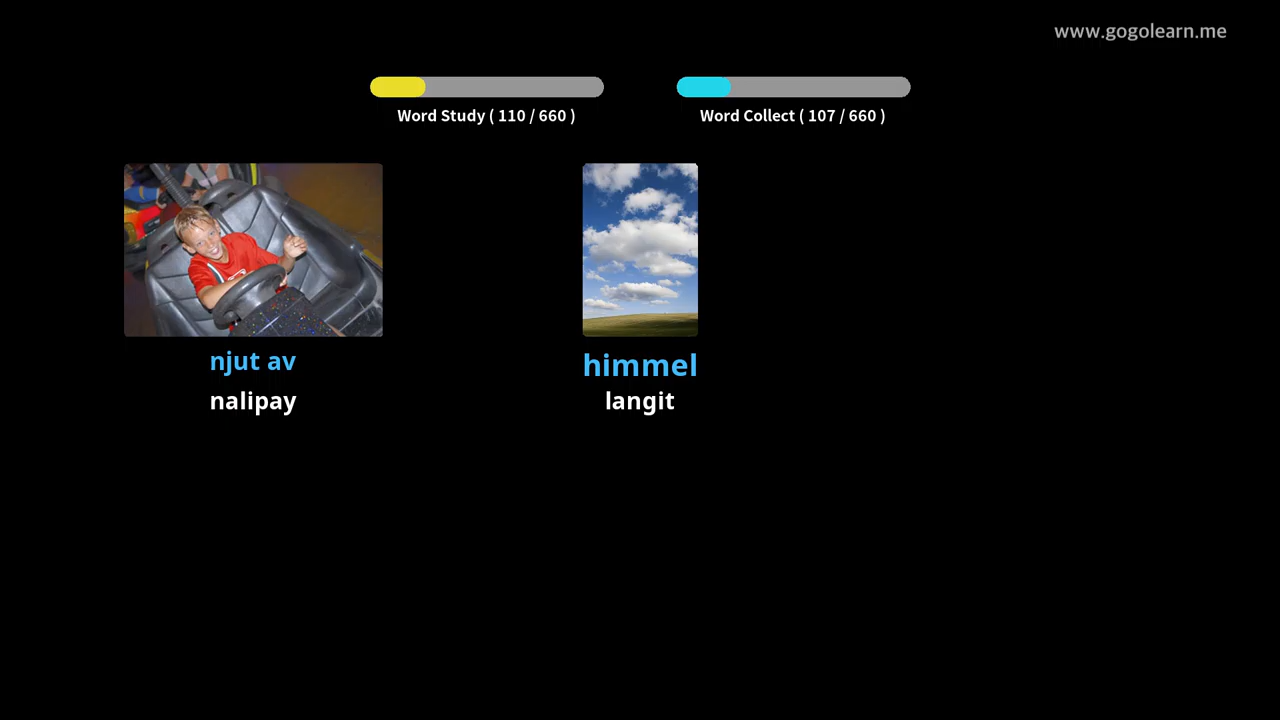 www.gogolearn.me
Word Study ( 110 / 660 )
Word Collect ( 107 / 660 )
njut av
nalipay
himmel
langit